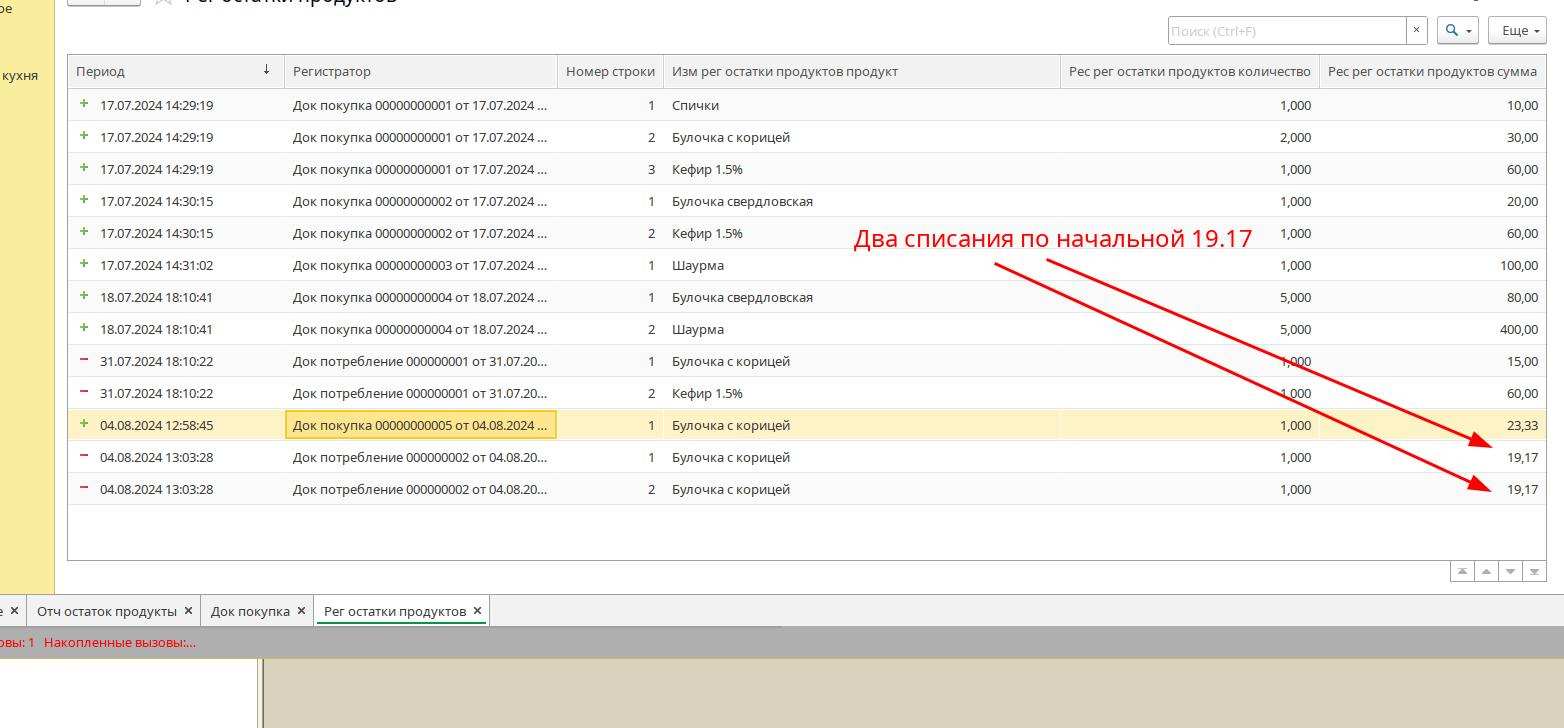 ое
Рег остатки продуктов
кухня
Поиск (Ctrl+F) × Еще
Период ↓ Регистратор Номер строки Изм рег остатки продуктов продукт Рес рег остатки продуктов количество Рес рег остатки продуктов сумма
+ 17.07.2024 14:29:19 Док покупка 00000000001 от 17.07.2024 ... 1 Спички 1,000 10,00
+ 17.07.2024 14:29:19 Док покупка 00000000001 от 17.07.2024 ... 2 Булочка с корицей 2,000 30,00
+ 17.07.2024 14:29:19 Док покупка 00000000001 от 17.07.2024 ... 3 Кефир 1.5% 1,000 60,00
+ 17.07.2024 14:30:15 Док покупка 00000000002 от 17.07.2024 ... 1 Булочка свердловская 1,000 20,00
+ 17.07.2024 14:30:15 Док покупка 00000000002 от 17.07.2024 ... 2 Кефир 1.5% 1,000 60,00
Два списания по начальной 19.17
+ 17.07.2024 14:31:02 Док покупка 00000000003 от 17.07.2024 ... 1 Шаурма 1,000 100,00
+ 18.07.2024 18:10:41 Док покупка 00000000004 от 18.07.2024 ... 1 Булочка свердловская 5,000 80,00
+ 18.07.2024 18:10:41 Док покупка 00000000004 от 18.07.2024 ... 2 Шаурма 5,000 400,00
− 31.07.2024 18:10:22 Док потребление 000000001 от 31.07.20... 1 Булочка с корицей 1,000 15,00
− 31.07.2024 18:10:22 Док потребление 000000001 от 31.07.20... 2 Кефир 1.5% 1,000 60,00
+ 04.08.2024 12:58:45 Док покупка 00000000005 от 04.08.2024 ... 1 Булочка с корицей 1,000 23,33
− 04.08.2024 13:03:28 Док потребление 000000002 от 04.08.20... 1 Булочка с корицей 1,000 19,17
− 04.08.2024 13:03:28 Док потребление 000000002 от 04.08.20... 2 Булочка с корицей 1,000 19,17
е × Отч остаток продукты × Док покупка × Рег остатки продуктов ×
овы: 1 Накопленные вызовы:...